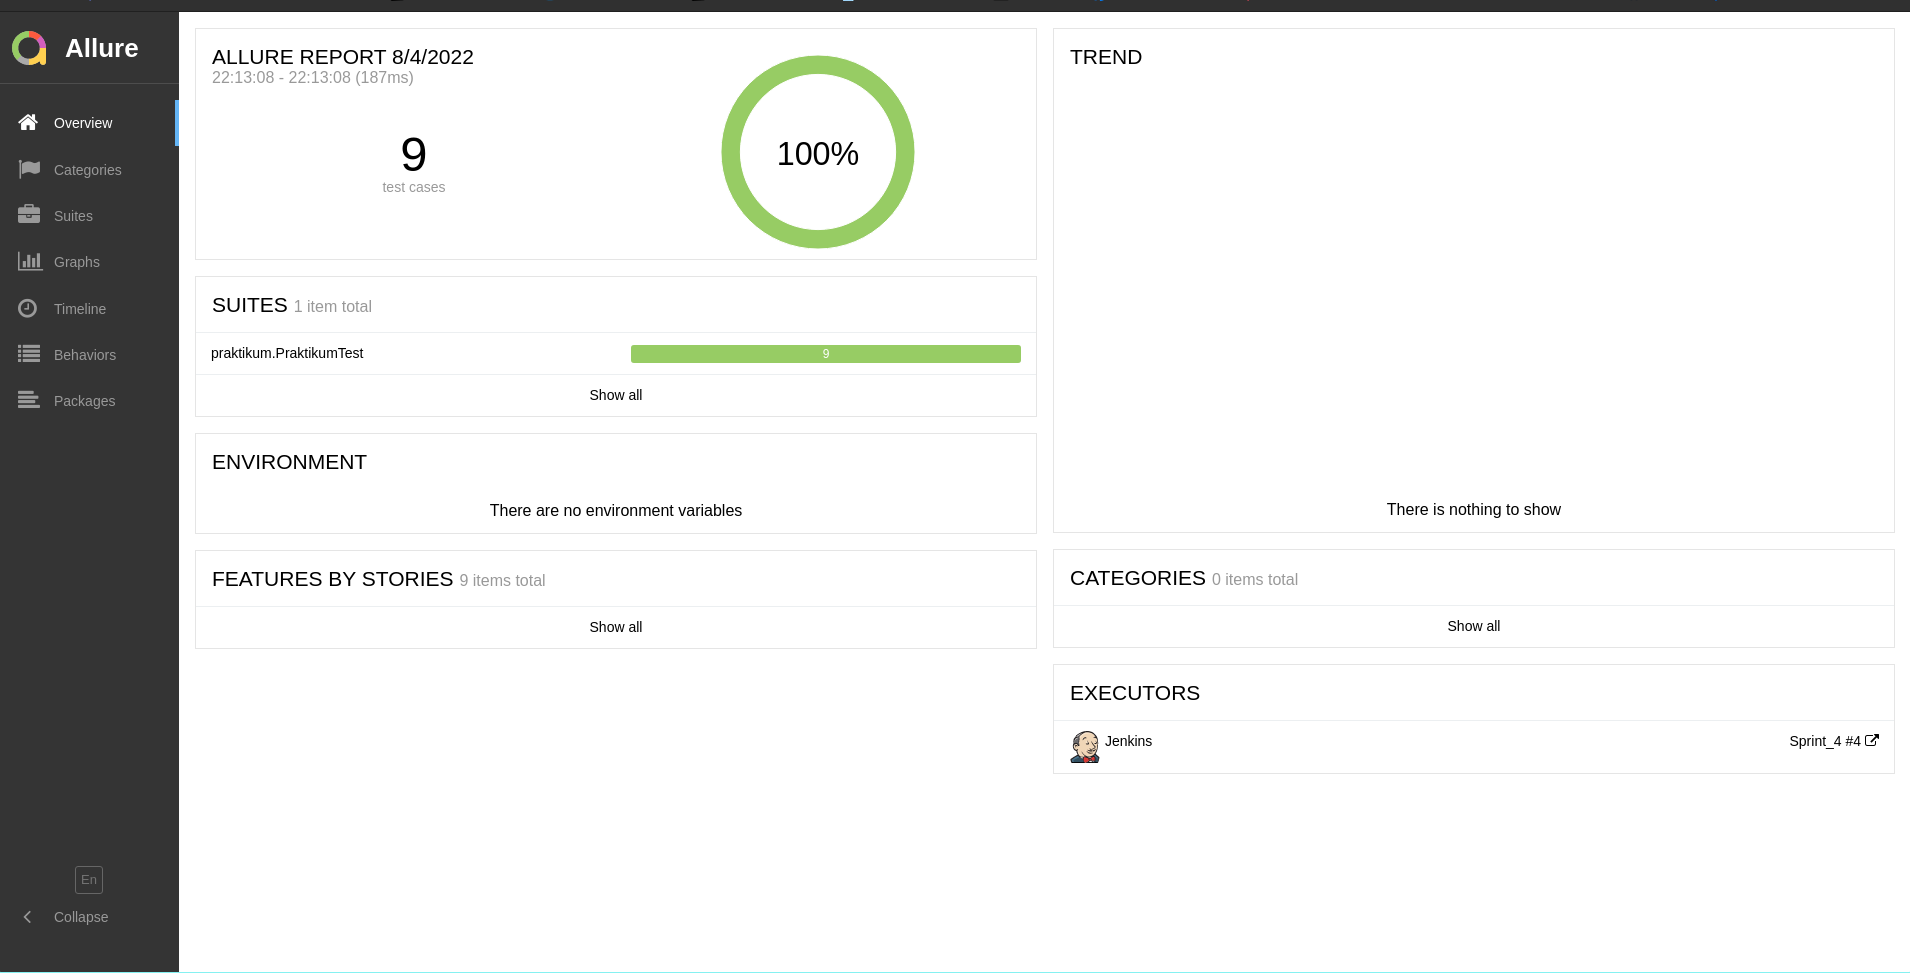 Allure
Overview
Categories
Suites
Graphs
Timeline
Behaviors
Packages
En
Collapse
ALLURE REPORT 8/4/2022
22:13:08 - 22:13:08 (187ms)
9
test cases
100%
SUITES 1 item total
praktikum.PraktikumTest 9
Show all
ENVIRONMENT
There are no environment variables
FEATURES BY STORIES 9 items total
Show all
TREND
There is nothing to show
CATEGORIES 0 items total
Show all
EXECUTORS
Jenkins Sprint_4 #4